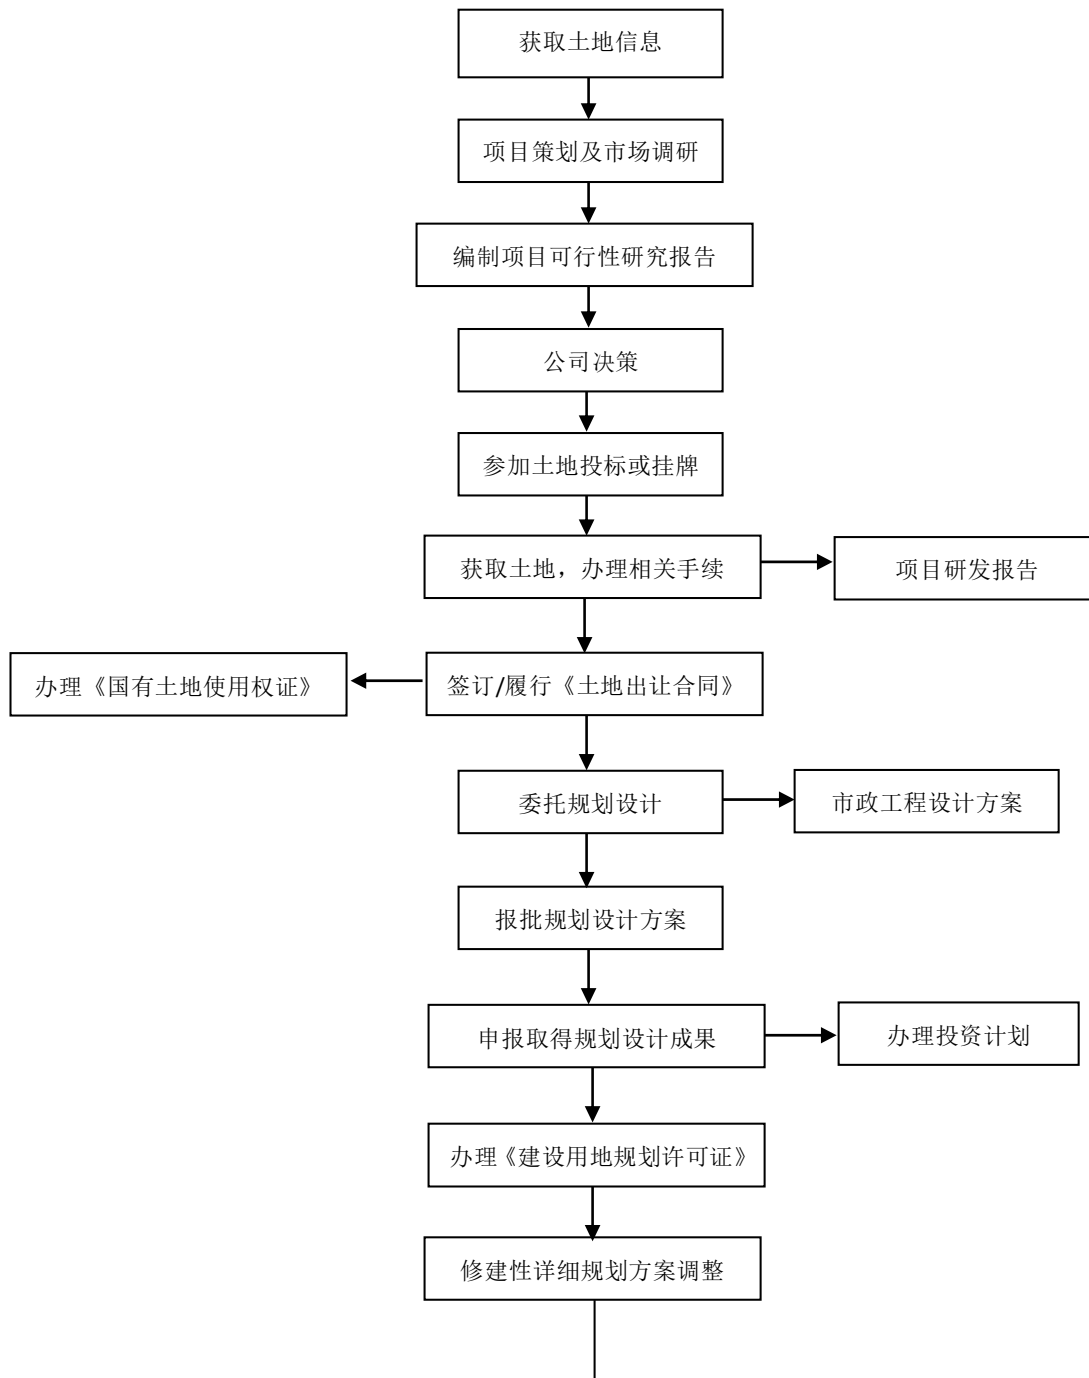 获取土地信息
项目策划及市场调研
编制项目可行性研究报告
公司决策
参加土地投标或挂牌
获取土地，办理相关手续
项目研发报告
办理《国有土地使用权证》
签订/履行《土地出让合同》
委托规划设计
市政工程设计方案
报批规划设计方案
申报取得规划设计成果
办理投资计划
办理《建设用地规划许可证》
修建性详细规划方案调整